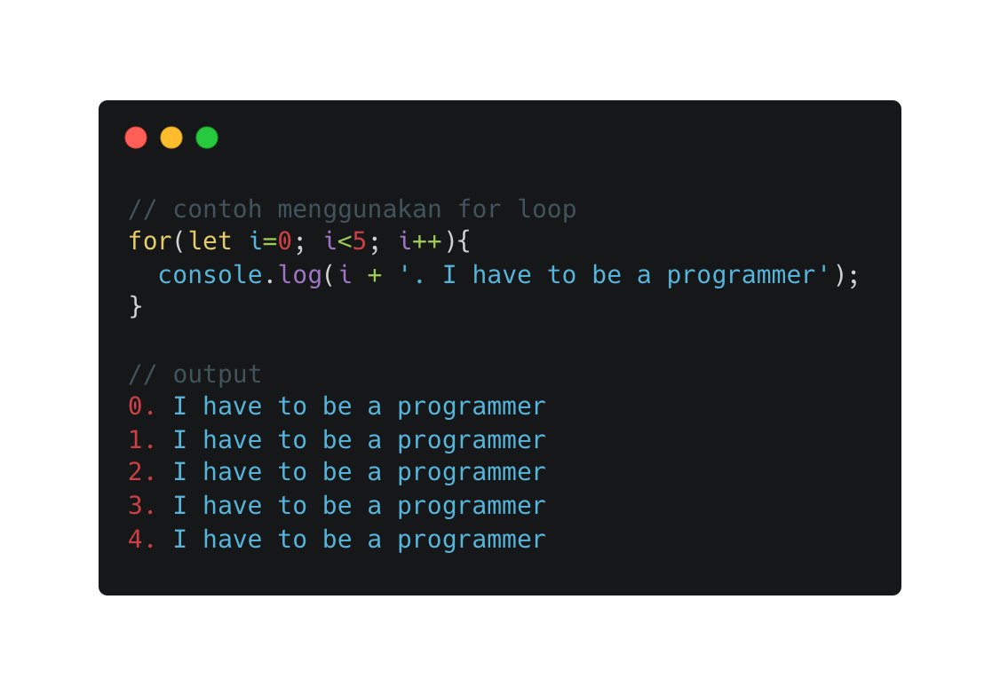 // contoh menggunakan for loop
for(let i=0; i<5; i++){
  console.log(i + '. I have to be a programmer');
}
// output
0. I have to be a programmer
1. I have to be a programmer
2. I have to be a programmer
3. I have to be a programmer
4. I have to be a programmer